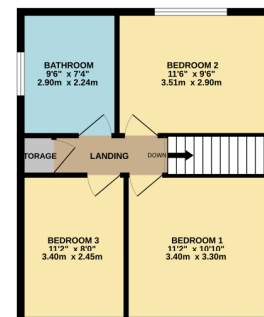 BATHROOM
9'6" x 7'4"
2.90m x 2.24m
BEDROOM 2
11'6" x 9'6"
3.51m x 2.90m
TORAGE
LANDING
DOWN
BEDROOM 3
11'2" x 8'0"
3.40m x 2.45m
BEDROOM 1
11'2" x 10'10"
3.40m x 3.30m